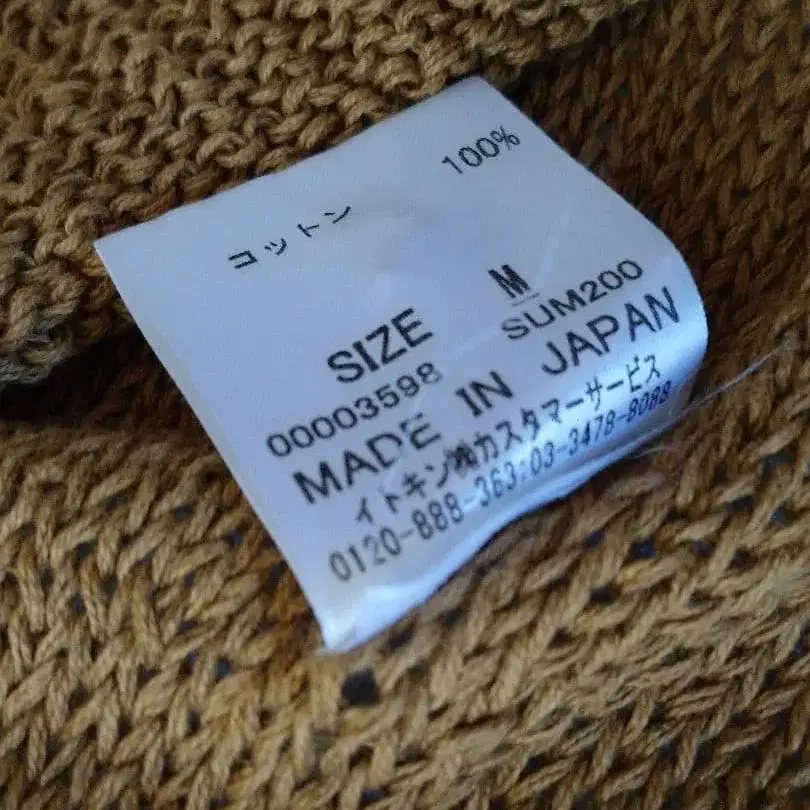 コットン 100%
SIZE M
00003598 SUM200
MADE IN JAPAN
イトキン㈱カスタマーサービス
0120-888-363:03-3478-8088